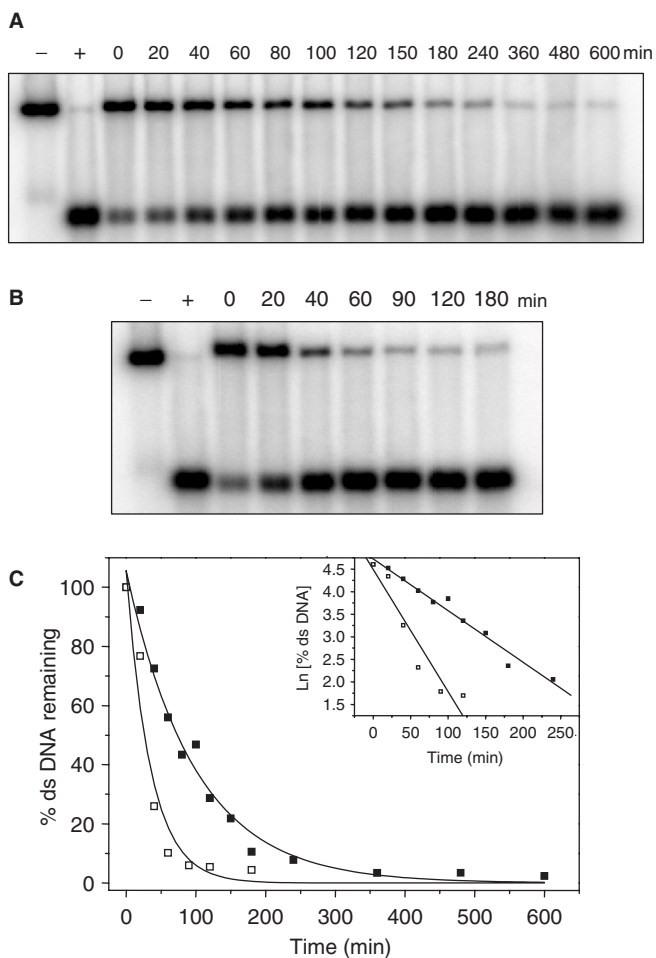 A
– + 0 20 40 60 80 100 120 150 180 240 360 480 600 min
B
– + 0 20 40 60 90 120 180 min
C
% ds DNA remaining
100
80
60
40
20
0
0 100 200 300 400 500 600
Time (min)
Ln [% ds DNA]
4.5
4.0
3.5
3.0
2.5
2.0
1.5
0 50 100 150 200 250
Time (min)